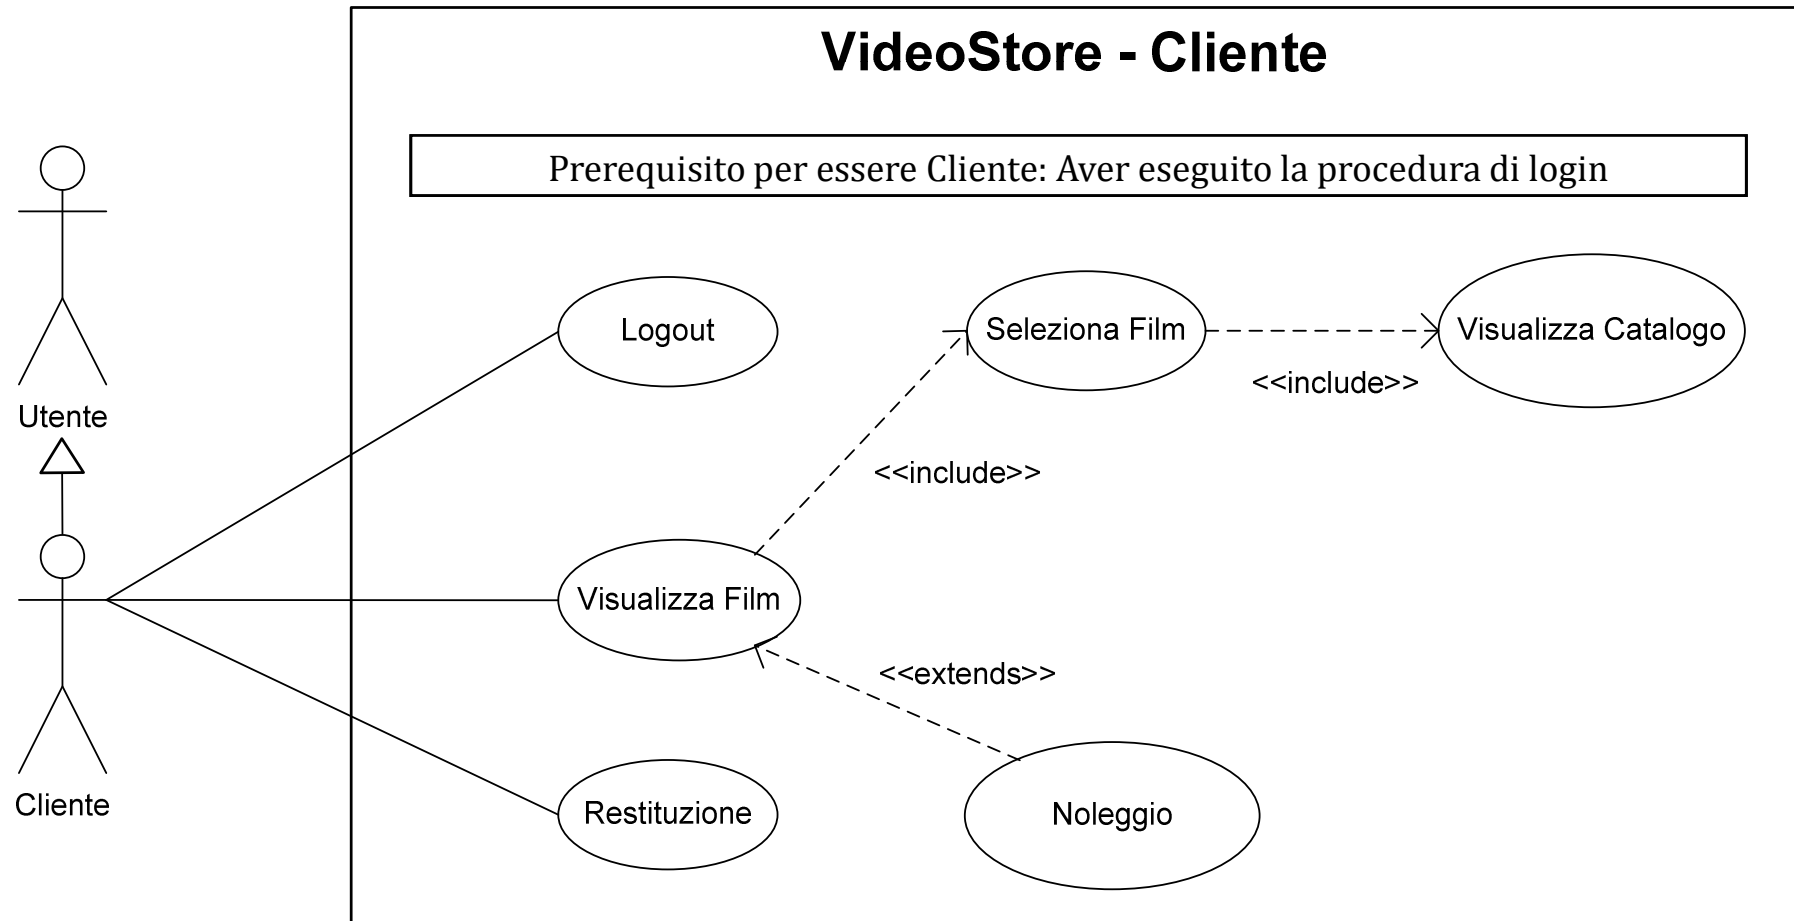 VideoStore - Cliente
Prerequisito per essere Cliente: Aver eseguito la procedura di login
Logout
Seleziona Film
Visualizza Catalogo
<<include>>
Utente
<<include>>
Visualizza Film
<<extends>>
Cliente
Restituzione
Noleggio